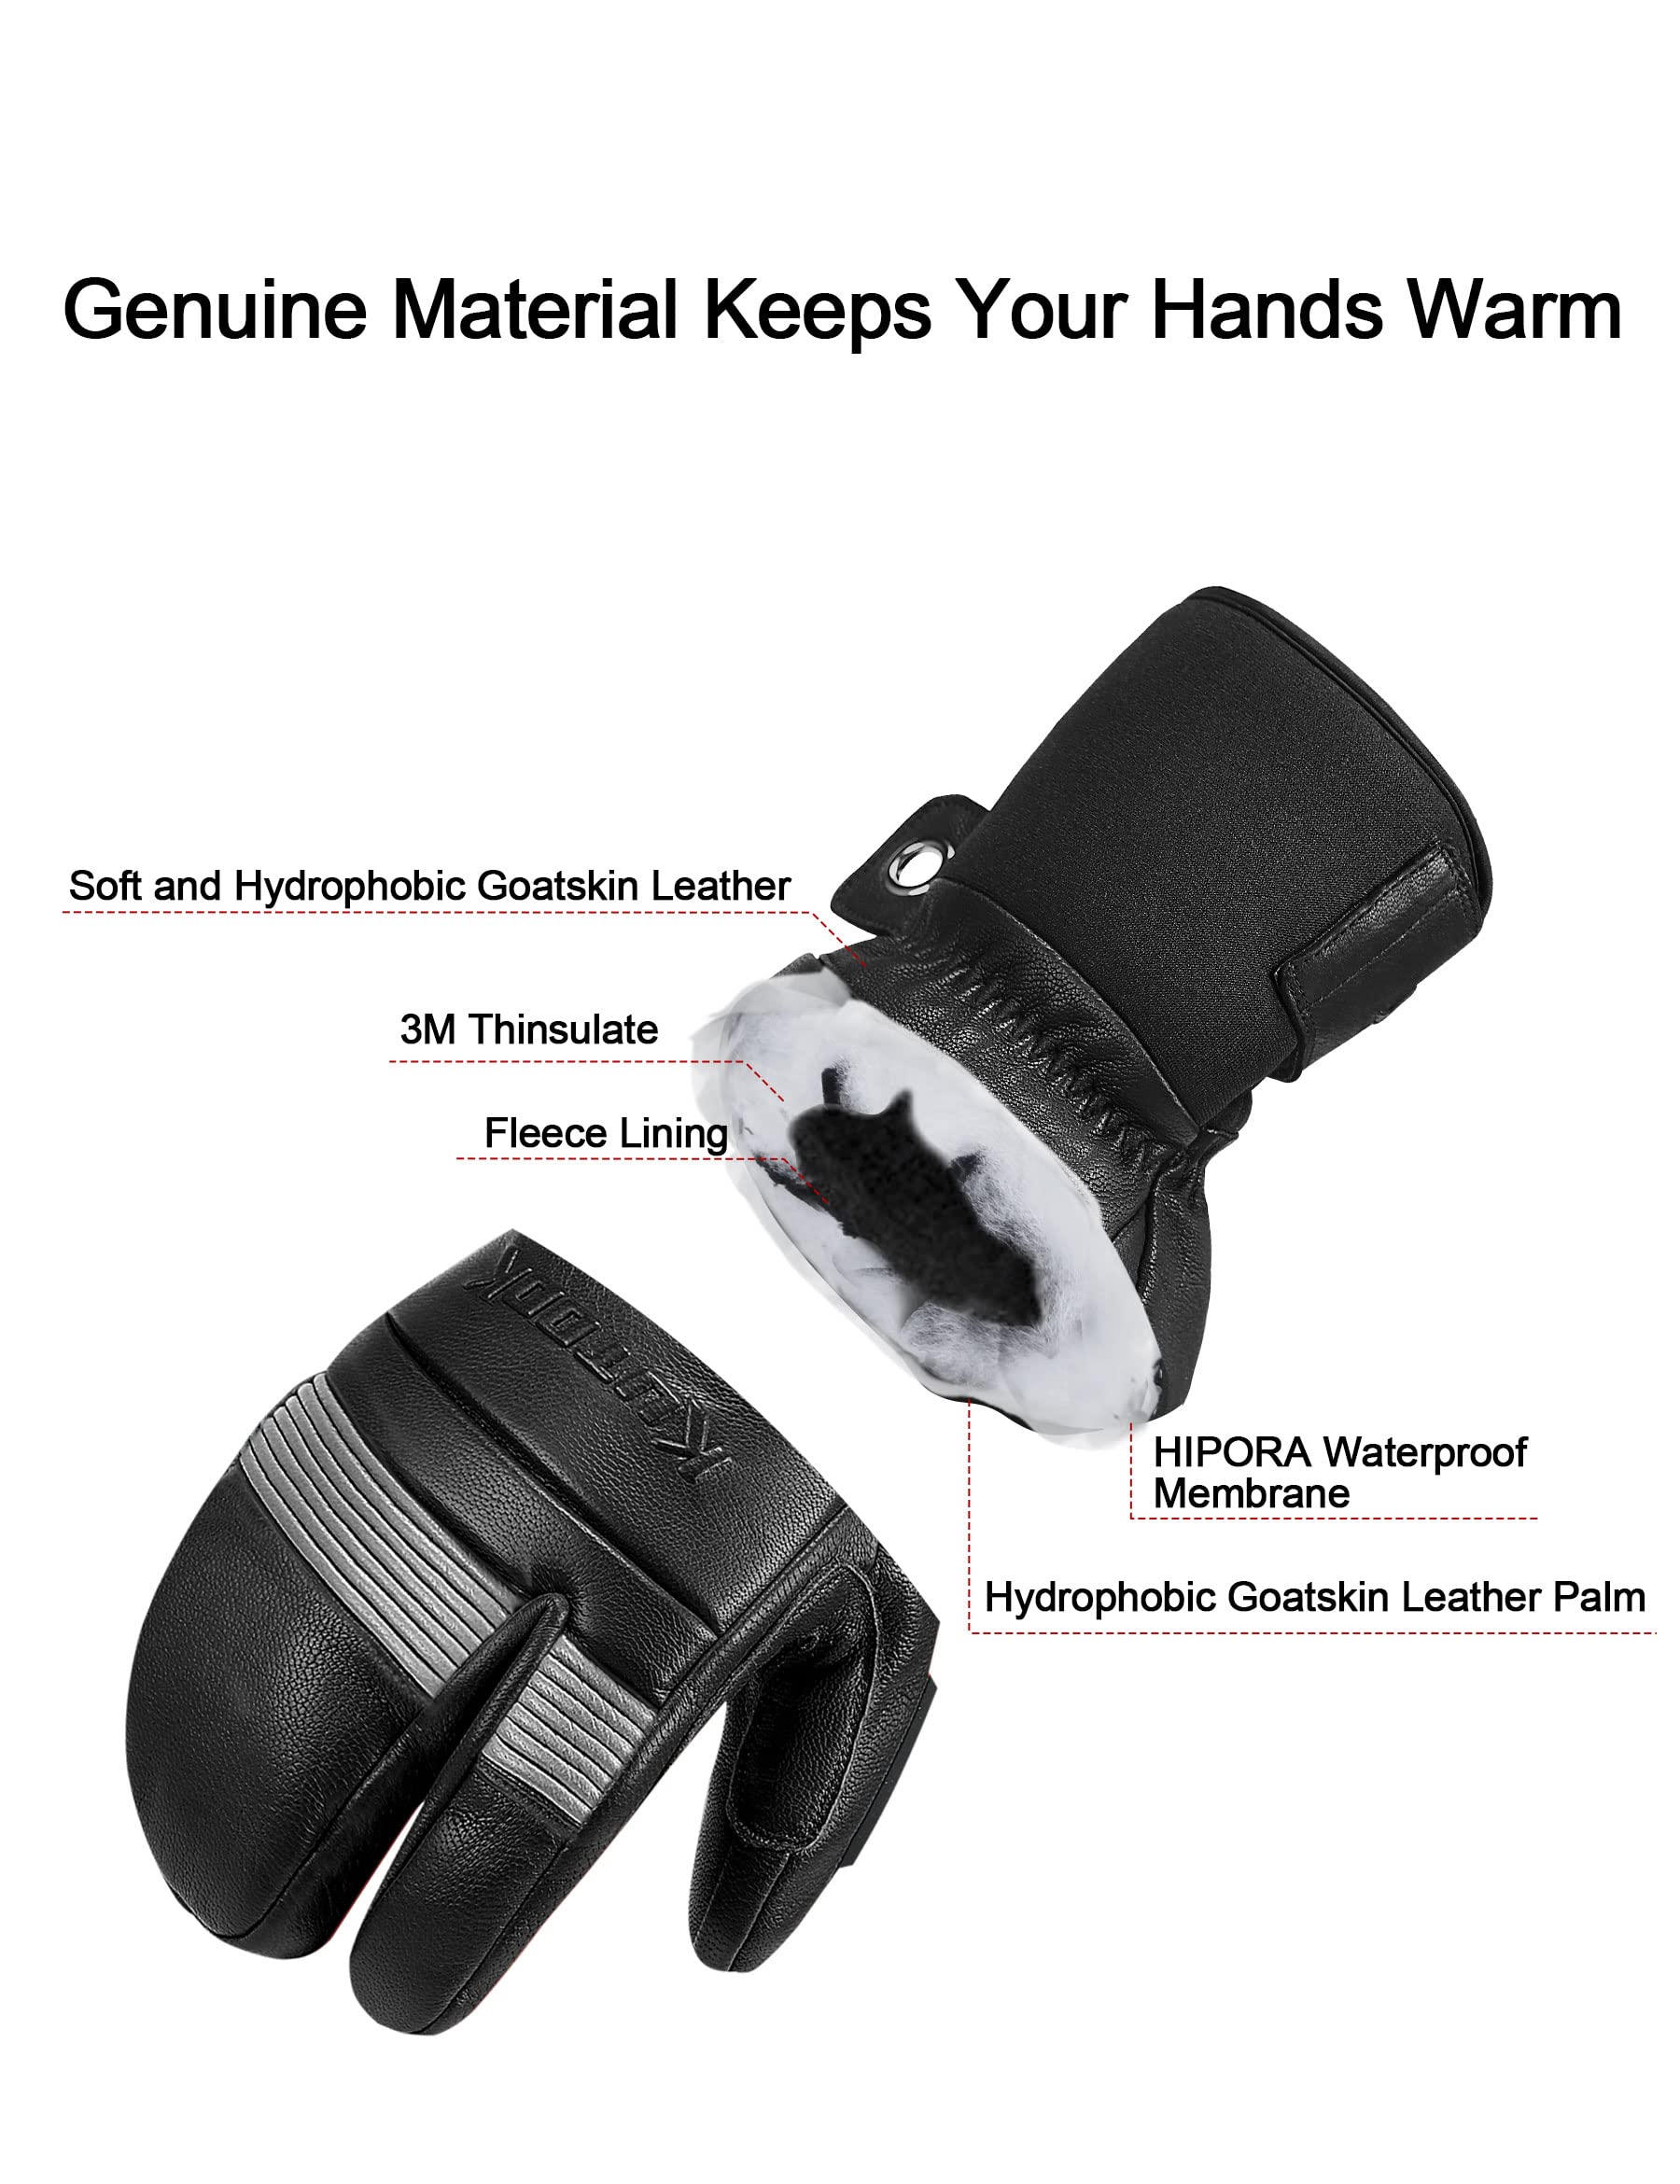 Genuine Material Keeps Your Hands Warm
Soft and Hydrophobic Goatskin Leather
3M Thinsulate
Fleece Lining
HIPORA Waterproof
Membrane
Hydrophobic Goatskin Leather Palm
KUTOOK